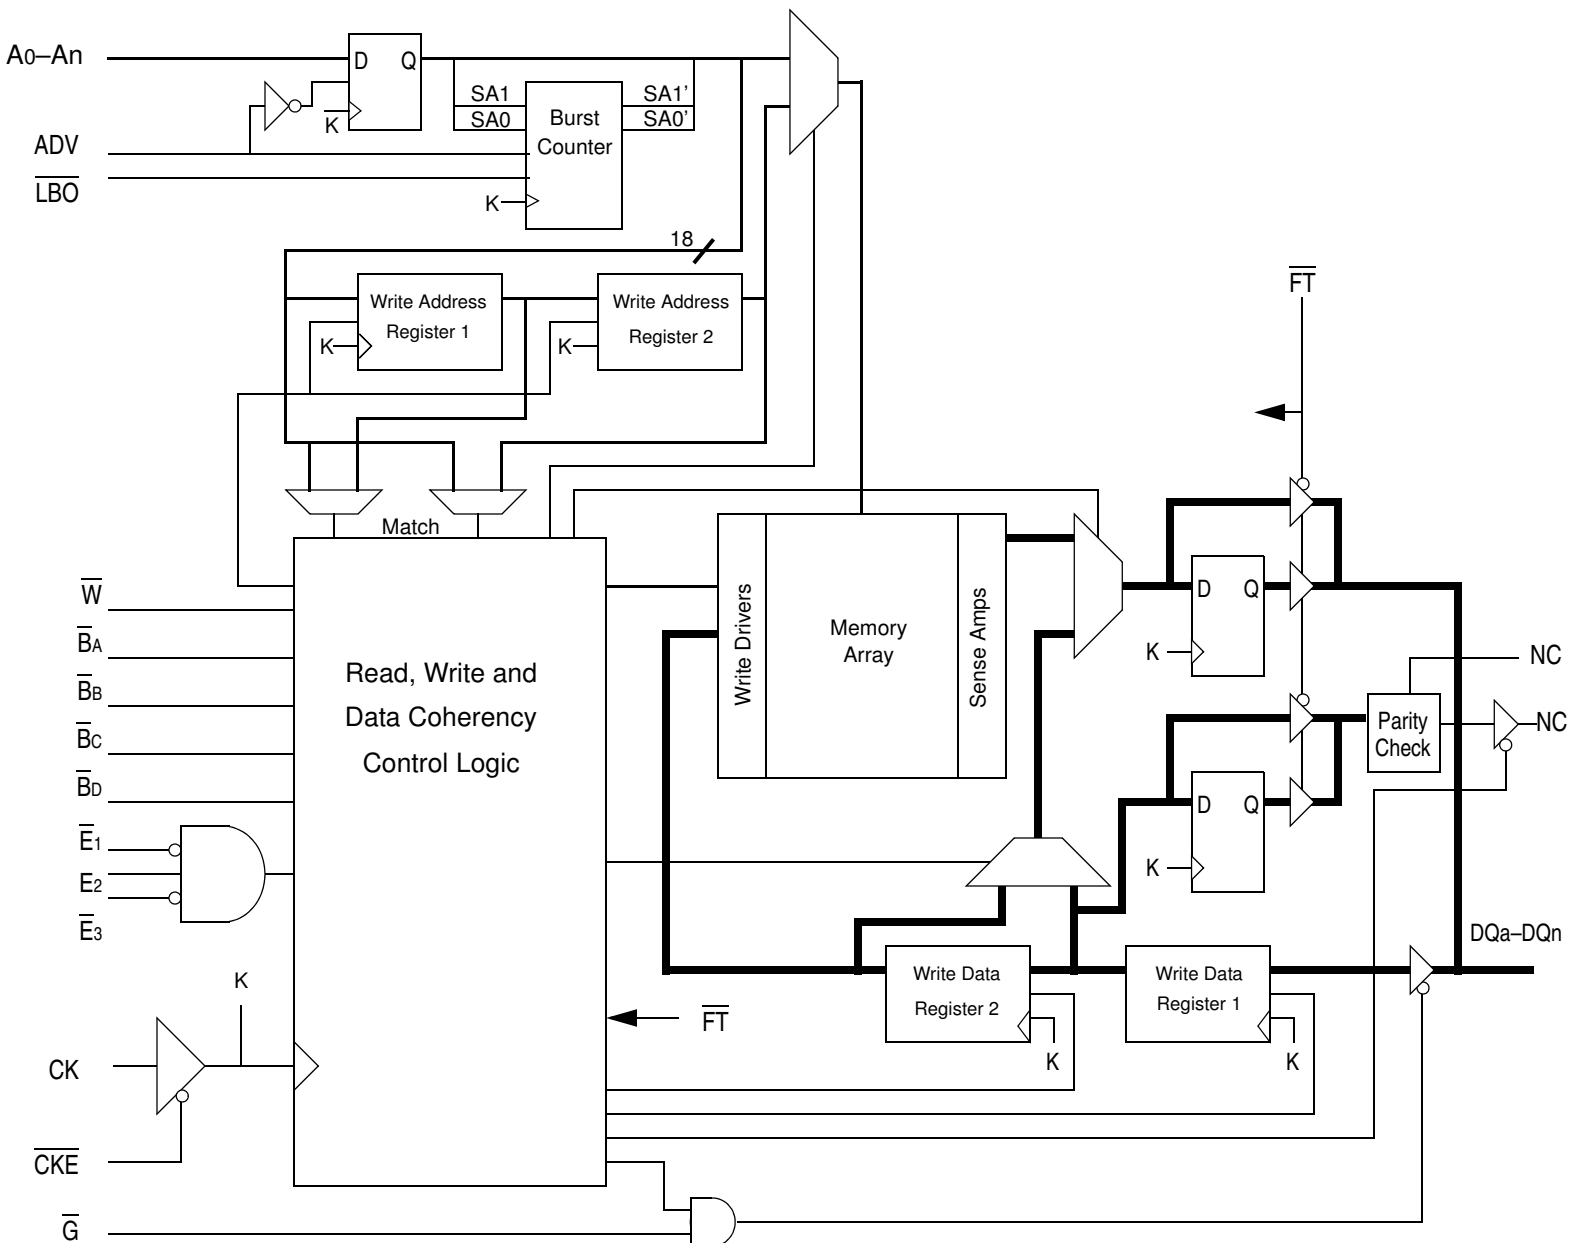 A0–An
D Q
K
SA1
SA0
SA1'
SA0'
Burst
Counter
ADV
LBO
K
18
Write Address
Register 1
K
Write Address
Register 2
K
FT
Match
W
BA
BB
BC
BD
E1
E2
E3
Read, Write and
Data Coherency
Control Logic
Write Drivers
Memory
Array
Sense Amps
D Q
K
NC
Parity
Check
NC
D Q
K
DQa–DQn
Write Data
Register 2
K
Write Data
Register 1
K
FT
K
CK
CKE
G